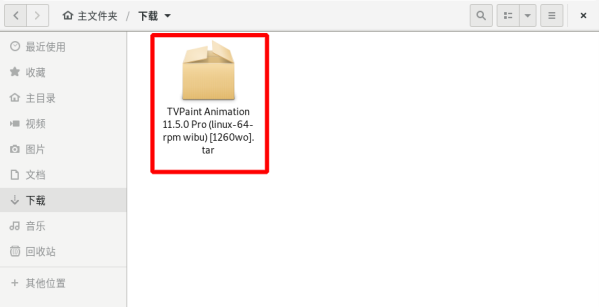 主文件夹 / 下载
最近使用
收藏
主目录
视频
图片
文档
下载
音乐
回收站
+ 其他位置
TVPaint Animation
11.5.0 Pro (linux-64-
rpm wibu) [1260wo].
tar